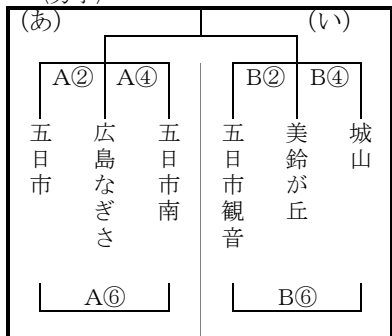 (あ)
(い)
A②
A④
B②
B④
五日市
広島なぎさ
五日市南
五日市観音
美鈴が丘
城山
A⑥
B⑥